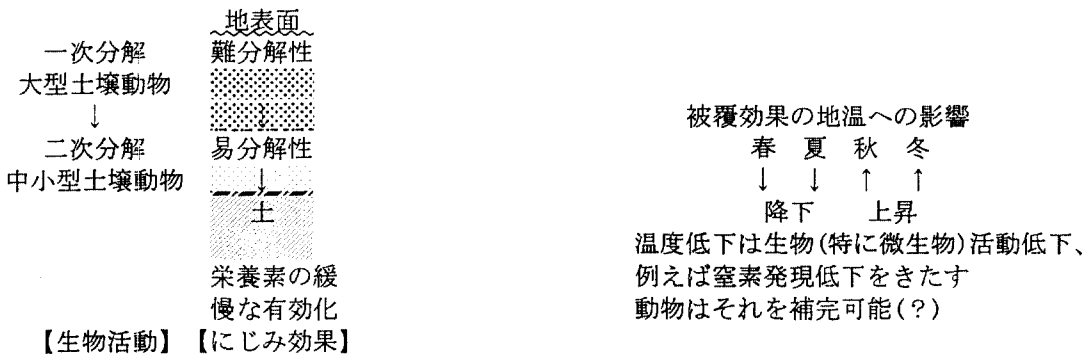 地表面
一次分解 難分解性
大型土壌動物
↓ ↓
二次分解 易分解性
中小型土壌動物 ↓
土
栄養素の緩
慢な有効化
【生物活動】【にじみ効果】
被覆効果の地温への影響
春 夏 秋 冬
↓ ↓ ↑ ↑
降下 上昇
温度低下は生物(特に微生物)活動低下、
例えば窒素発現低下をきたす
動物はそれを補完可能(?)